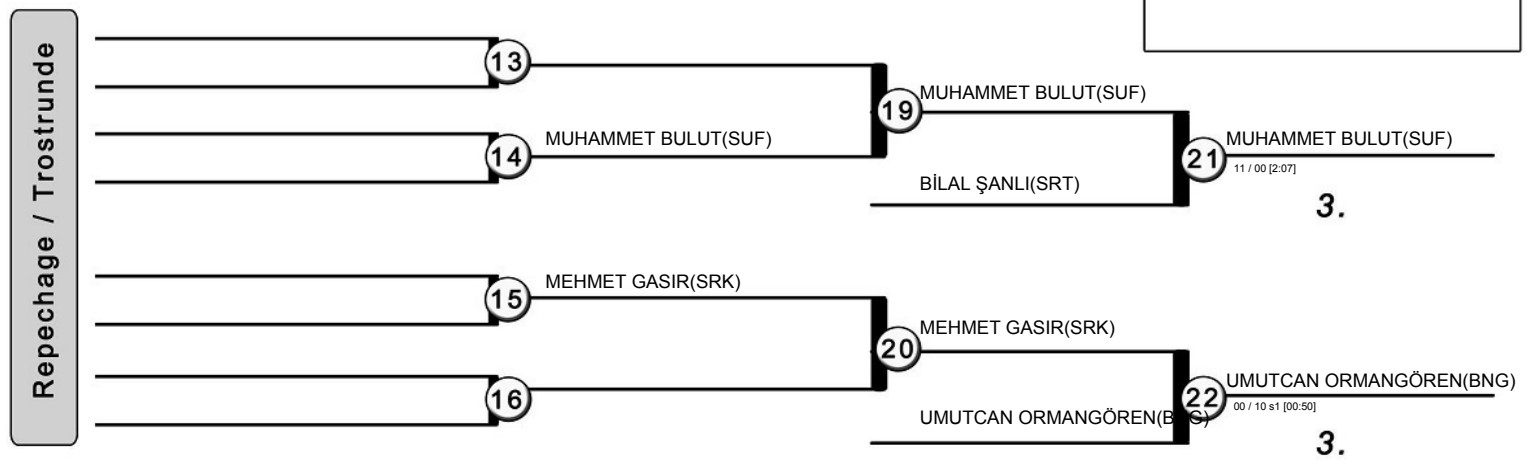 Repechage / Trostrunde
13
14
MUHAMMET BULUT(SUF)
19
MUHAMMET BULUT(SUF)
BİLAL ŞANLI(SRT)
21
MUHAMMET BULUT(SUF)
11 / 00 [2:07]
3.
15
MEHMET GASIR(SRK)
16
20
MEHMET GASIR(SRK)
UMUTCAN ORMANGÖREN(BNG)
22
UMUTCAN ORMANGÖREN(BNG)
00 / 10 s1 [00:50]
3.